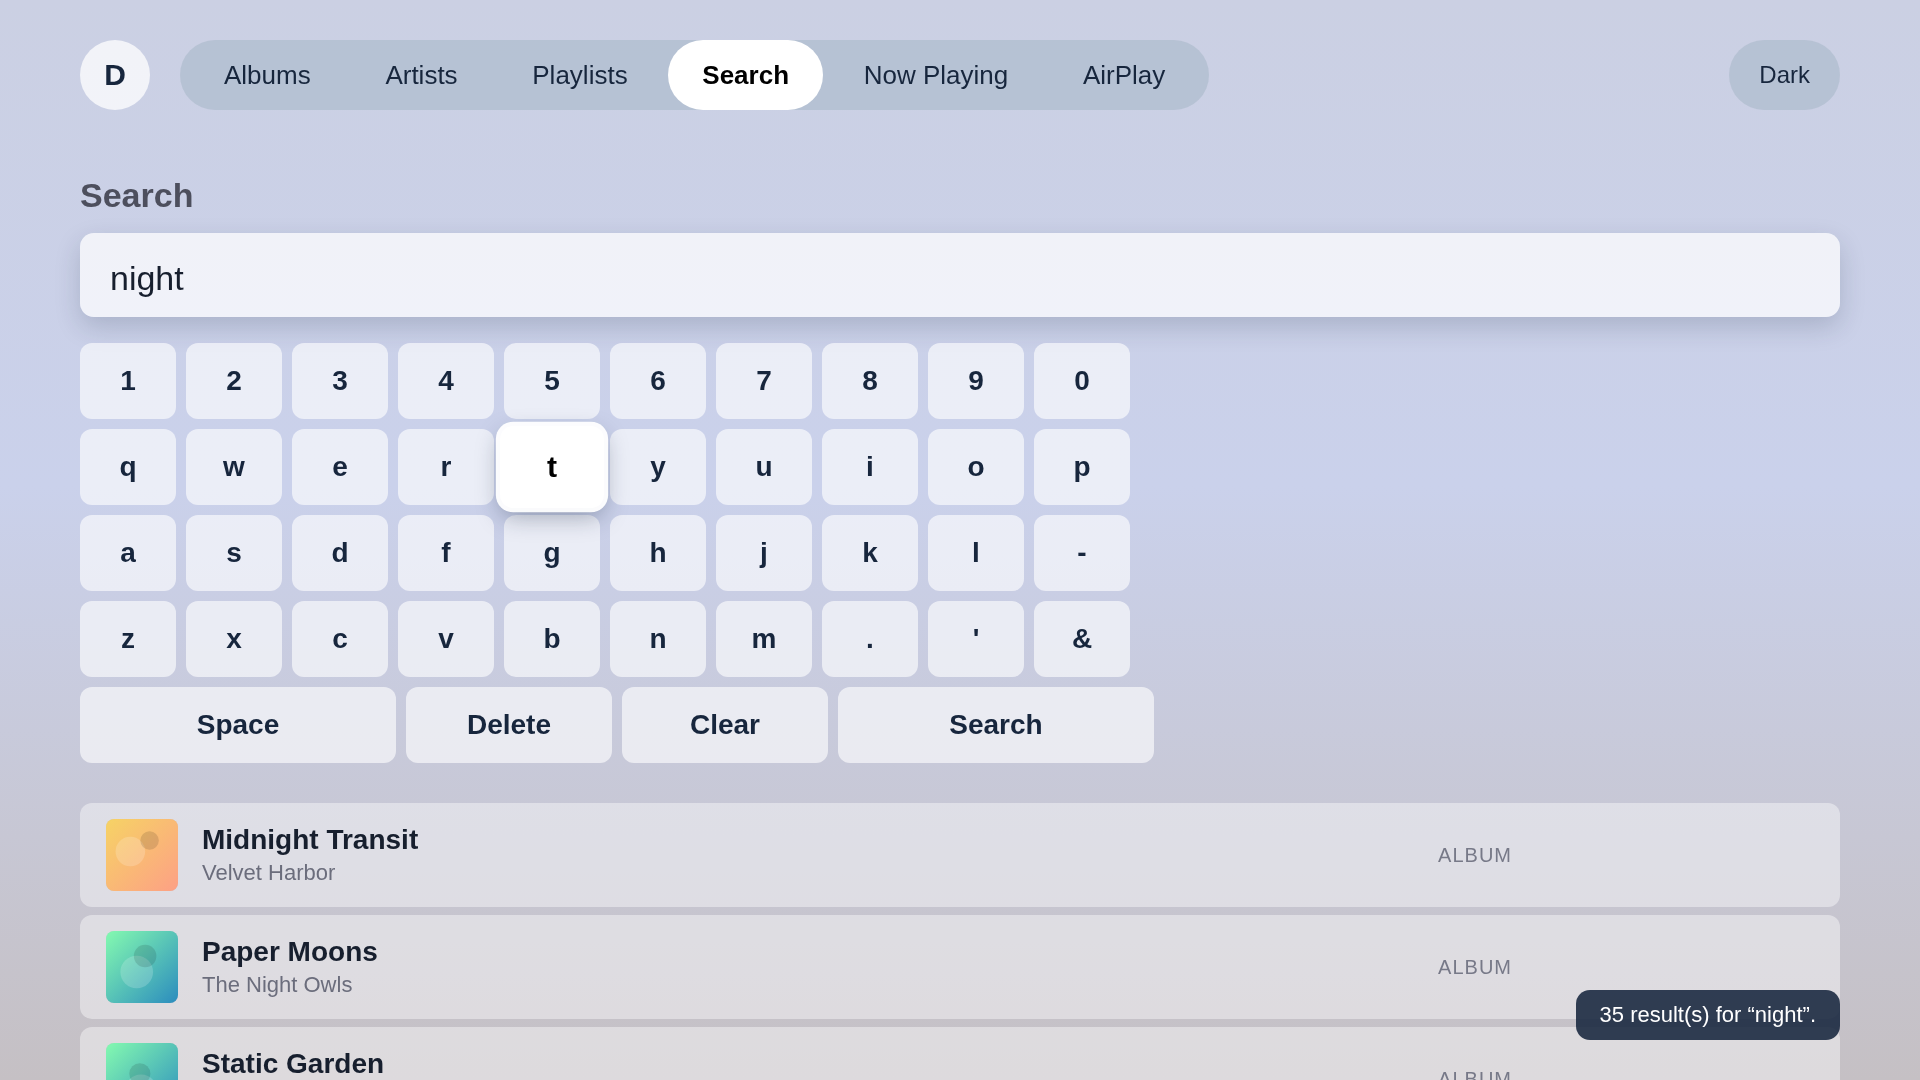 D
Albums Artists Playlists Search Now Playing AirPlay
Dark
Search
night
1 2 3 4 5 6 7 8 9 0
q w e r t y u i o p
a s d f g h j k l -
z x c v b n m . ' &
Space Delete Clear Search
Midnight Transit
Velvet Harbor
ALBUM
Paper Moons
The Night Owls
ALBUM
35 result(s) for “night”.
Static Garden
ALBUM